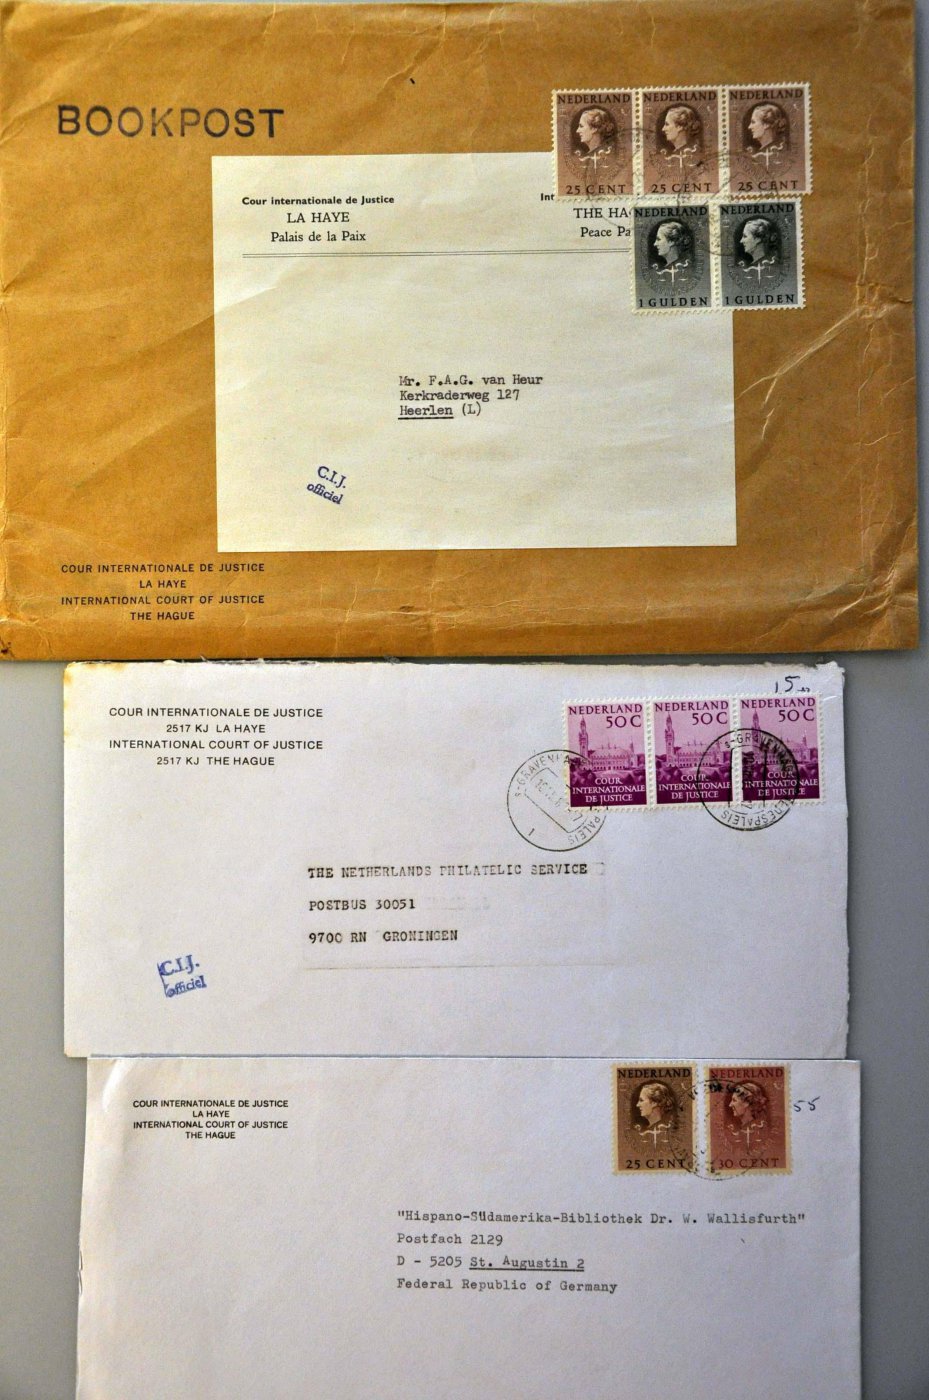 BOOKPOST
NEDERLAND NEDERLAND NEDERLAND
25 CENT 25 CENT 25 CENT
Cour internationale de Justice
LA HAYE
Palais de la Paix
THE
Peace
NEDERLAND NEDERLAND
1 GULDEN 1 GULDEN
Mr. F.A.G. van Heur
Kerkraderweg 127
Heerlen (L)
C.I.J.
officiel
COUR INTERNATIONALE DE JUSTICE
LA HAYE
INTERNATIONAL COURT OF JUSTICE
THE HAGUE
COUR INTERNATIONALE DE JUSTICE
2517 KJ LA HAYE
INTERNATIONAL COURT OF JUSTICE
2517 KJ THE HAGUE
NEDERLAND NEDERLAND NEDERLAND
50C 50C 50C
COUR COUR COUR
INTERNATIONALE INTERNATIONALE INTERNATIONALE
DE JUSTICE DE JUSTICE DE JUSTICE
THE NETHERLANDS PHILATELIC SERVICE
POSTBUS 30051
9700 RN GRONINGEN
C.I.J.
officiel
COUR INTERNATIONALE DE JUSTICE
LA HAYE
INTERNATIONAL COURT OF JUSTICE
THE HAGUE
NEDERLAND NEDERLAND
25 CENT 30 CENT
55
"Hispano-Südamerika-Bibliothek Dr. W. Wallisfurth"
Postfach 2129
D - 5205 St. Augustin 2
Federal Republic of Germany